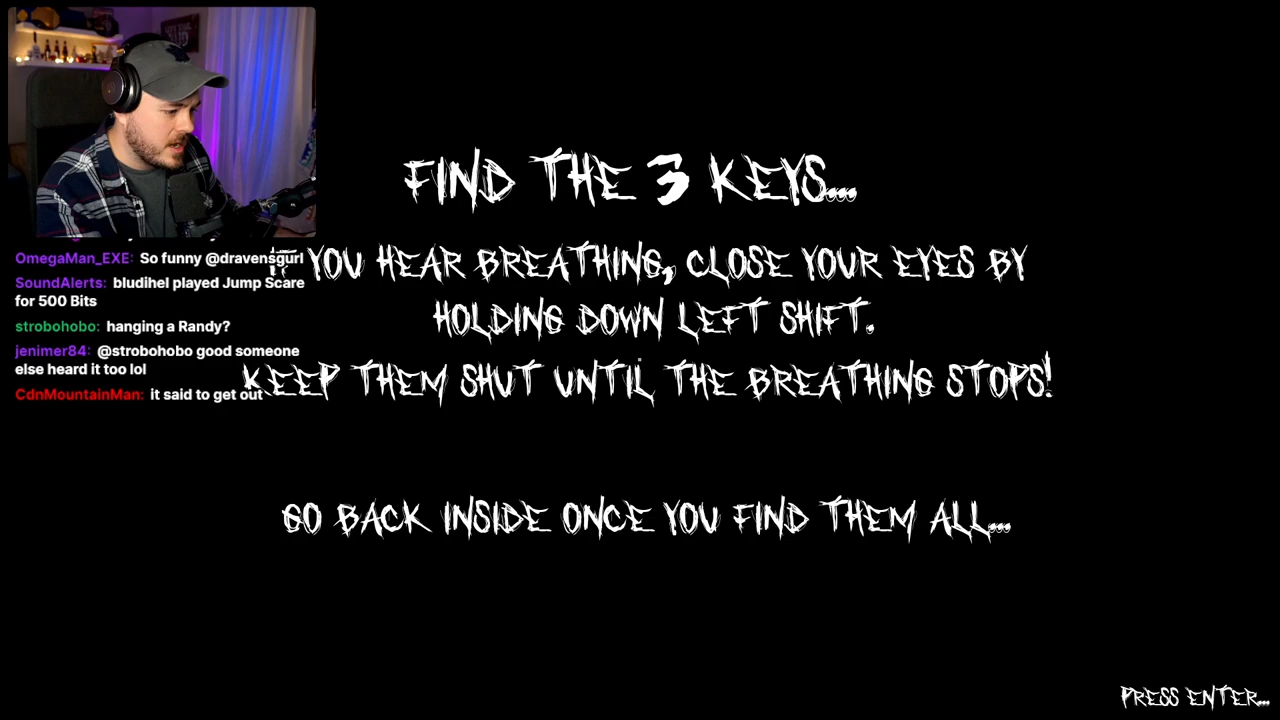 FIND THE 3 KEYS...
IF YOU HEAR BREATHING, CLOSE YOUR EYES BY
HOLDING DOWN LEFT SHIFT.
KEEP THEM SHUT UNTIL THE BREATHING STOPS!
GO BACK INSIDE ONCE YOU FIND THEM ALL...
PRESS ENTER...
OmegaMan_EXE: So funny @dravensgurl
SoundAlerts: bludihel played Jump Scare
for 500 Bits
strobohobo: hanging a Randy?
jenimer84: @strobohobo good someone
else heard it too lol
CdnMountainMan: it said to get out